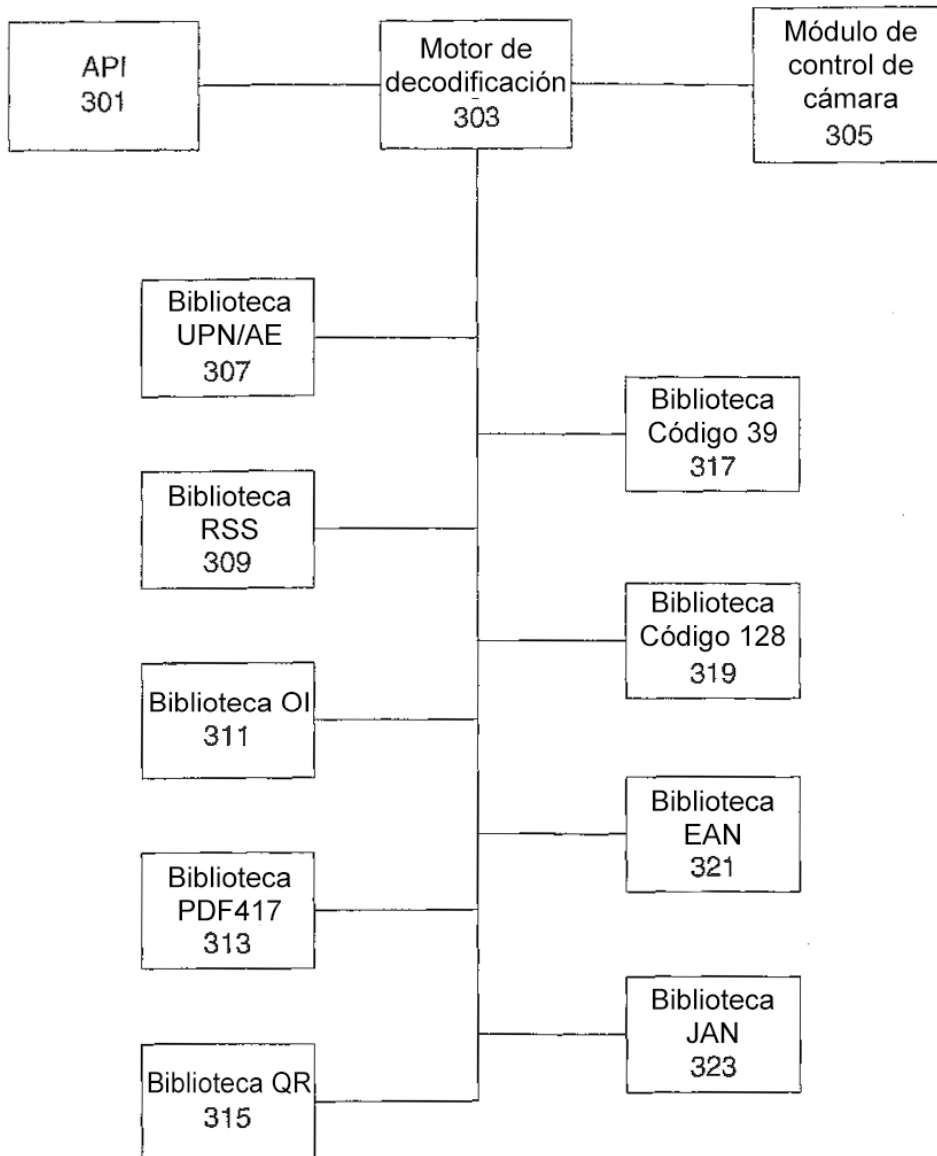 API
301
Motor de
decodificación
303
Módulo de
control de
cámara
305
Biblioteca
UPN/AE
307
Biblioteca
Código 39
317
Biblioteca
RSS
309
Biblioteca
Código 128
319
Biblioteca OI
311
Biblioteca
EAN
321
Biblioteca
PDF417
313
Biblioteca
JAN
323
Biblioteca QR
315